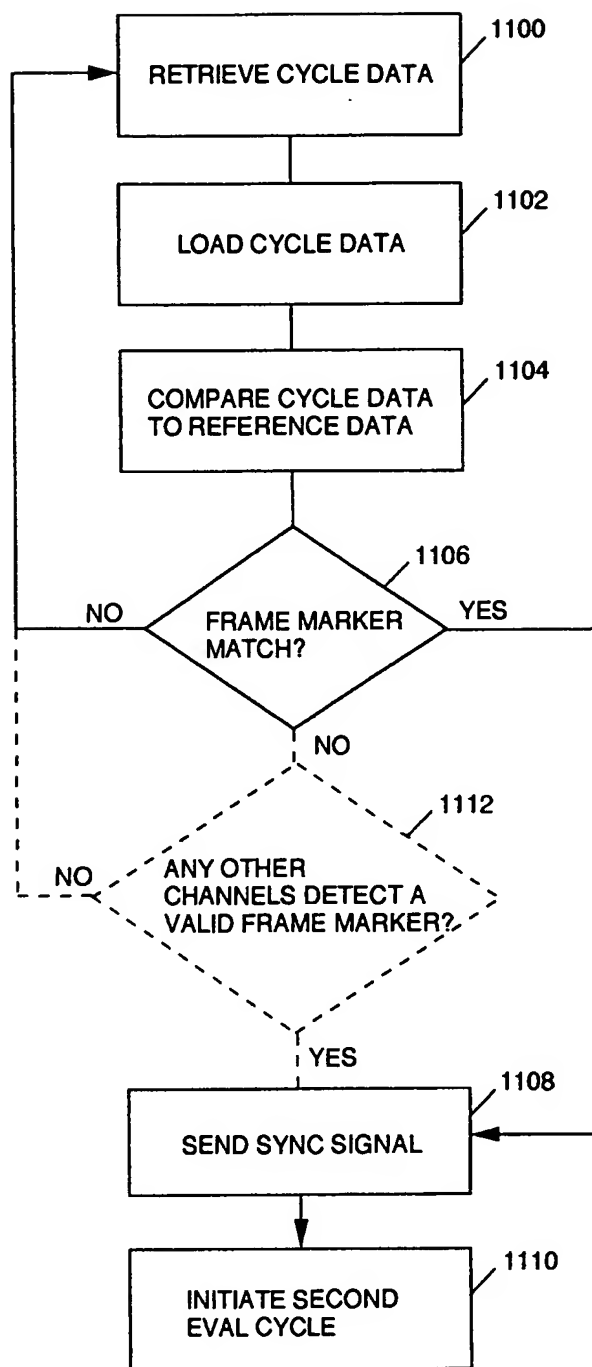 1100
RETRIEVE CYCLE DATA
1102
LOAD CYCLE DATA
1104
COMPARE CYCLE DATA
TO REFERENCE DATA
1106
NO
YES
FRAME MARKER
MATCH?
NO
1112
NO
ANY OTHER
CHANNELS DETECT A
VALID FRAME MARKER?
YES
1108
SEND SYNC SIGNAL
1110
INITIATE SECOND
EVAL CYCLE